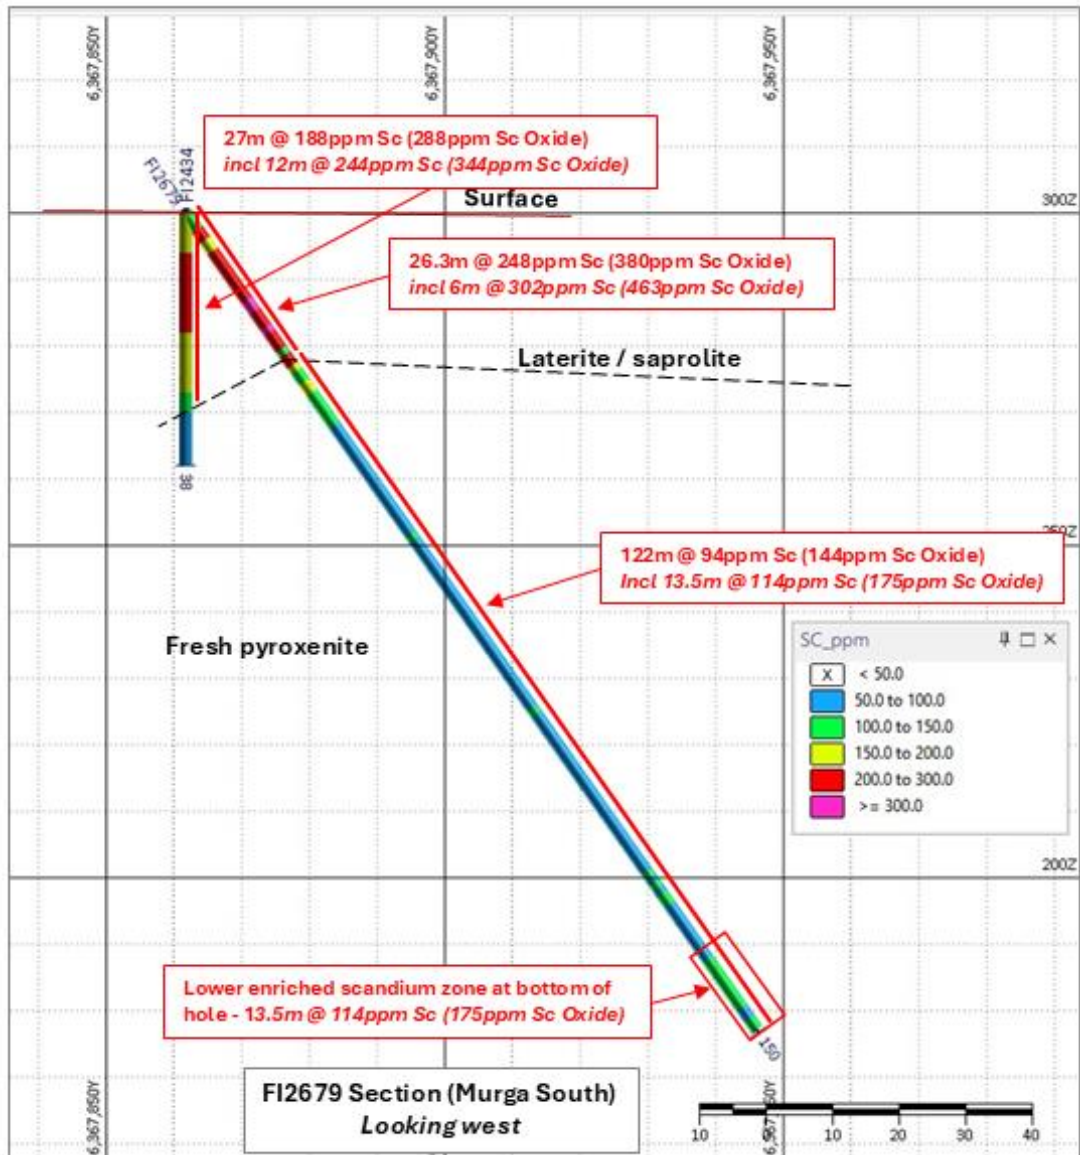 6,367,850Y
6,367,900Y
6,367,950Y
27m @ 188ppm Sc (288ppm Sc Oxide)
incl 12m @ 244ppm Sc (344ppm Sc Oxide)
FI2679
FI2434
Surface
300Z
26.3m @ 248ppm Sc (380ppm Sc Oxide)
incl 6m @ 302ppm Sc (463ppm Sc Oxide)
Laterite / saprolite
38
122m @ 94ppm Sc (144ppm Sc Oxide)
Incl 13.5m @ 114ppm Sc (175ppm Sc Oxide)
Fresh pyroxenite
SC_ppm
X < 50.0
50.0 to 100.0
100.0 to 150.0
150.0 to 200.0
200.0 to 300.0
>= 300.0
200Z
Lower enriched scandium zone at bottom of
hole - 13.5m @ 114ppm Sc (175ppm Sc Oxide)
150
FI2679 Section (Murga South)
Looking west
6,367,850Y
10
10
20
30
40